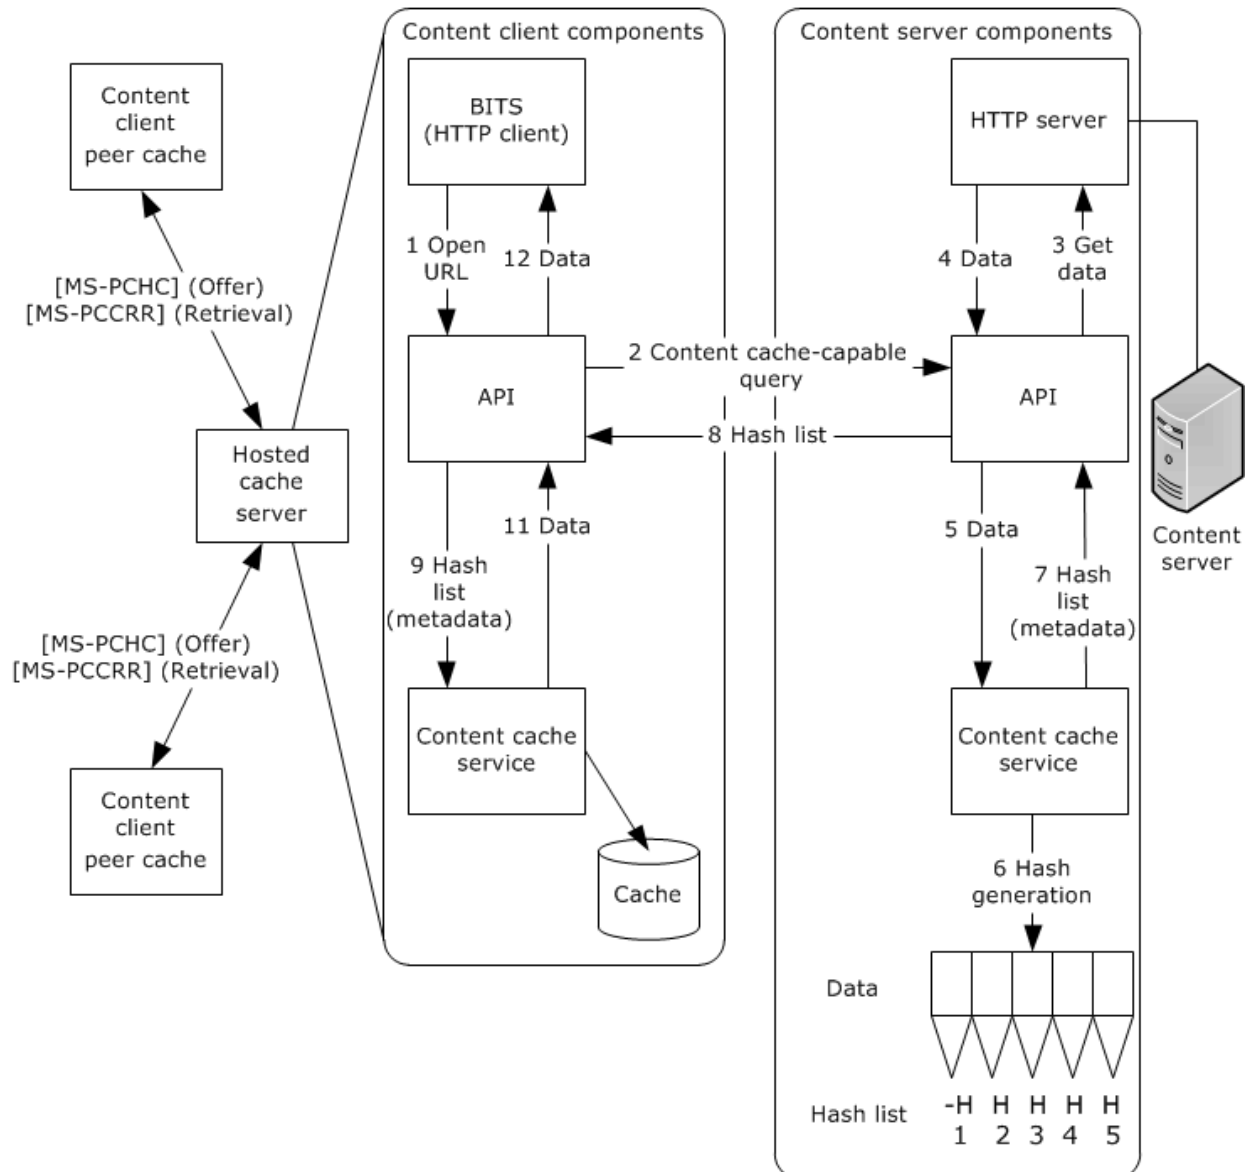 Content client components
Content server components
Content
client
peer cache
BITS
(HTTP client)
HTTP server
1 Open
URL
12 Data
4 Data
3 Get
data
[MS-PCHC] (Offer)
[MS-PCCRR] (Retrieval)
2 Content cache-capable
query
API
API
8 Hash list
Hosted
cache
server
11 Data
5 Data
Content
server
9 Hash
list
(metadata)
7 Hash
list
(metadata)
[MS-PCHC] (Offer)
[MS-PCCRR] (Retrieval)
Content cache
service
Content cache
service
Content
client
peer cache
Cache
6 Hash
generation
Data
Hash list
-H H H H H
1 2 3 4 5